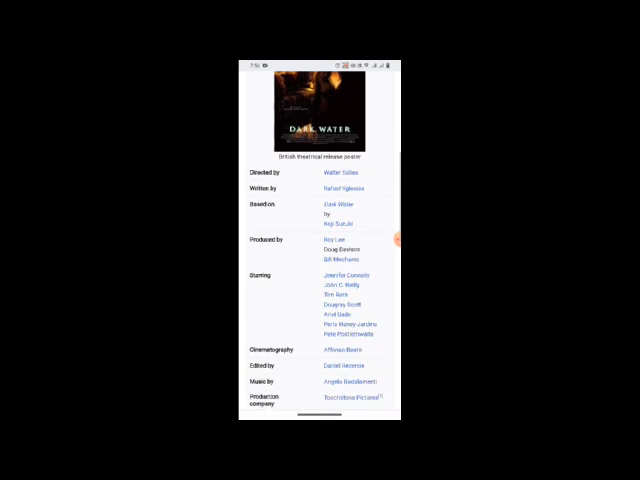 7:56
DARK WATER
British theatrical release poster
Directed by Walter Salles
Written by Rafael Yglesias
Based on Dark Water
by
Koji Suzuki
Produced by Roy Lee
Doug Davison
Bill Mechanic
Starring Jennifer Connelly
John C. Reilly
Tim Roth
Dougray Scott
Ariel Gade
Perla Haney-Jardine
Pete Postlethwaite
Cinematography Affonso Beato
Edited by Daniel Rezende
Music by Angelo Badalamenti
Production Touchstone Pictures[1]
company